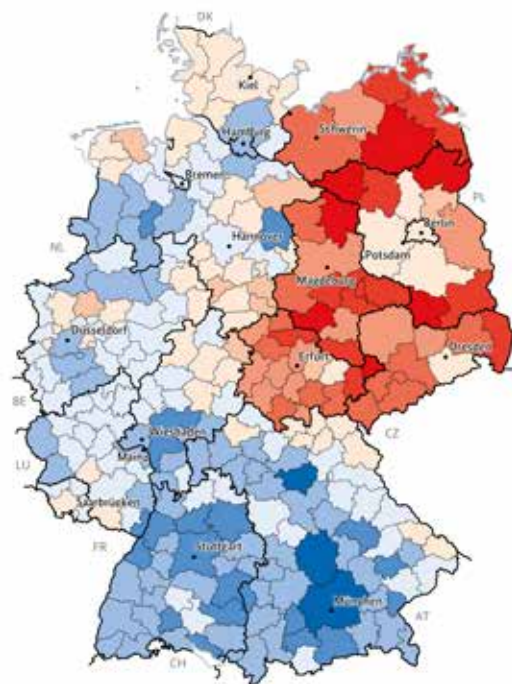 DK
Kiel
Schwerin
Hamburg
Bremen
PL
Berlin
NL
Hannover
Potsdam
Magdeburg
Düsseldorf
Erfurt
Dresden
BE
CZ
Wiesbaden
LU
Mainz
Saarbrücken
FR
Stuttgart
München
AT
CH